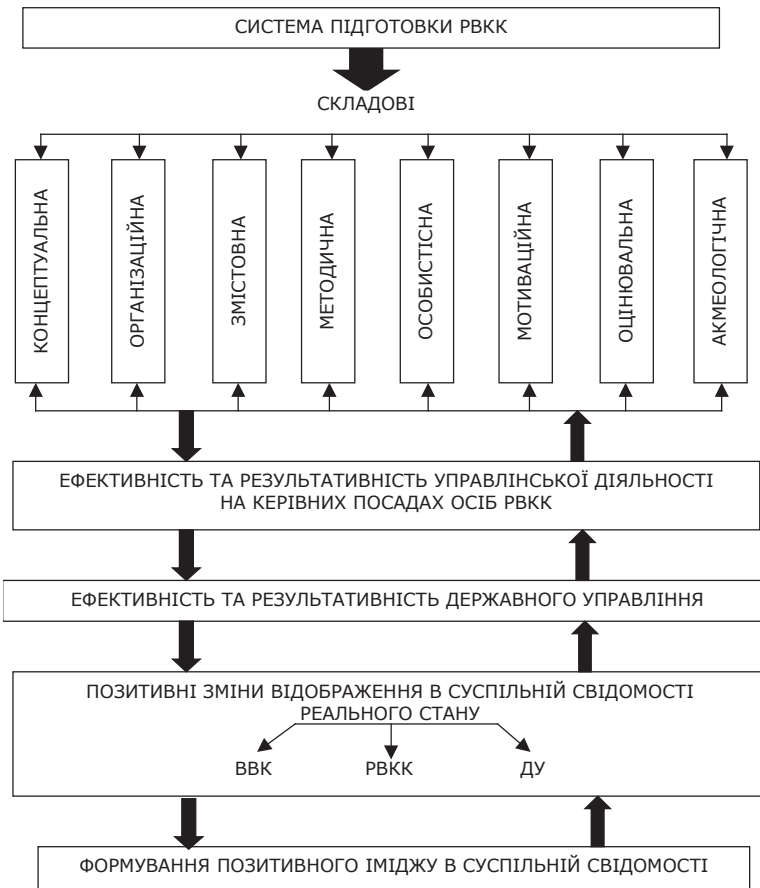 СИСТЕМА ПІДГОТОВКИ РВКК
СКЛАДОВІ
КОНЦЕПТУАЛЬНА
ОРГАНІЗАЦІЙНА
ЗМІСТОВНА
МЕТОДИЧНА
ОСОБИСТІСНА
МОТИВАЦІЙНА
ОЦІНЮВАЛЬНА
АКМЕОЛОГІЧНА
ЕФЕКТИВНІСТЬ ТА РЕЗУЛЬТАТИВНІСТЬ УПРАВЛІНСЬКОЇ ДІЯЛЬНОСТІ
НА КЕРІВНИХ ПОСАДАХ ОСІБ РВКК
ЕФЕКТИВНІСТЬ ТА РЕЗУЛЬТАТИВНІСТЬ ДЕРЖАВНОГО УПРАВЛІННЯ
ПОЗИТИВНІ ЗМІНИ ВІДОБРАЖЕННЯ В СУСПІЛЬНІЙ СВІДОМОСТІ
РЕАЛЬНОГО СТАНУ
ВВК РВКК ДУ
ФОРМУВАННЯ ПОЗИТИВНОГО ІМІДЖУ В СУСПІЛЬНІЙ СВІДОМОСТІ